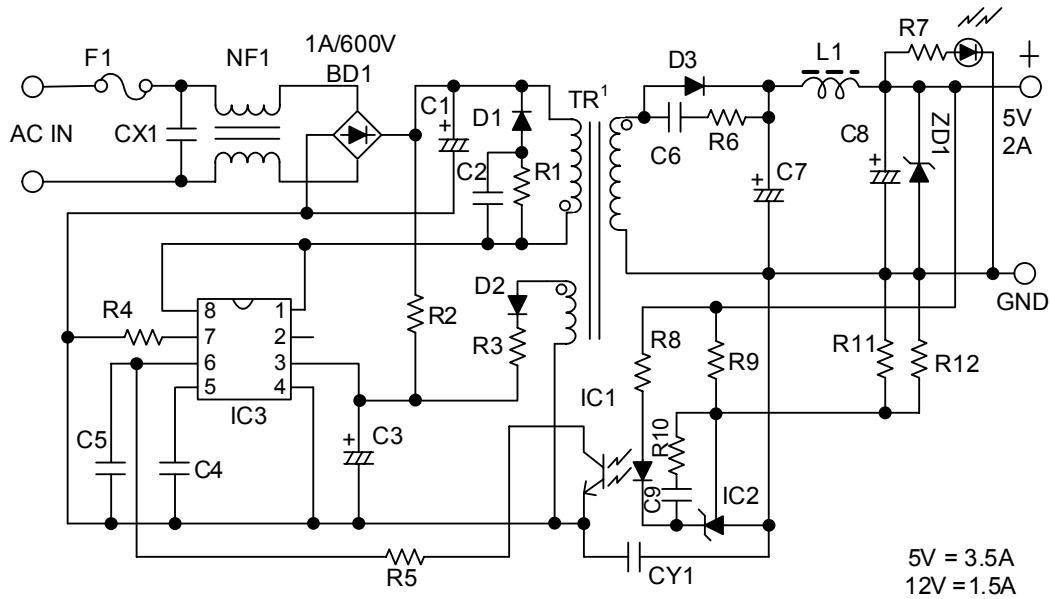 1A/600V
F1
NF1
BD1
R7
L1
+
D3
TR1
C1
D1
AC IN
CX1
5V
2A
C8
ZD1
+
C6
R6
C2
R1
+
C7
+
D2
GND
R4
8
1
R2
7
2
R3
R8
R9
R11
R12
6
3
5
4
IC1
IC3
+
C3
R10
C5
C4
C9
IC2
R5
CY1
5V = 3.5A
12V = 1.5A